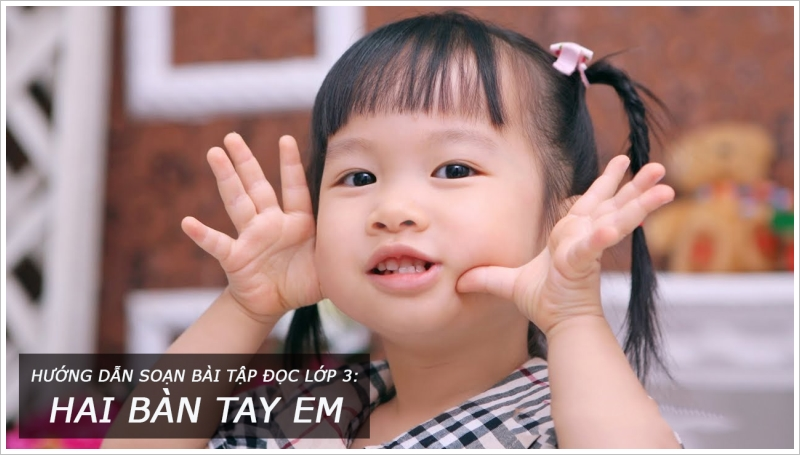 HƯỚNG DẪN SOẠN BÀI TẬP ĐỌC LỚP 3:
HAI BÀN TAY EM